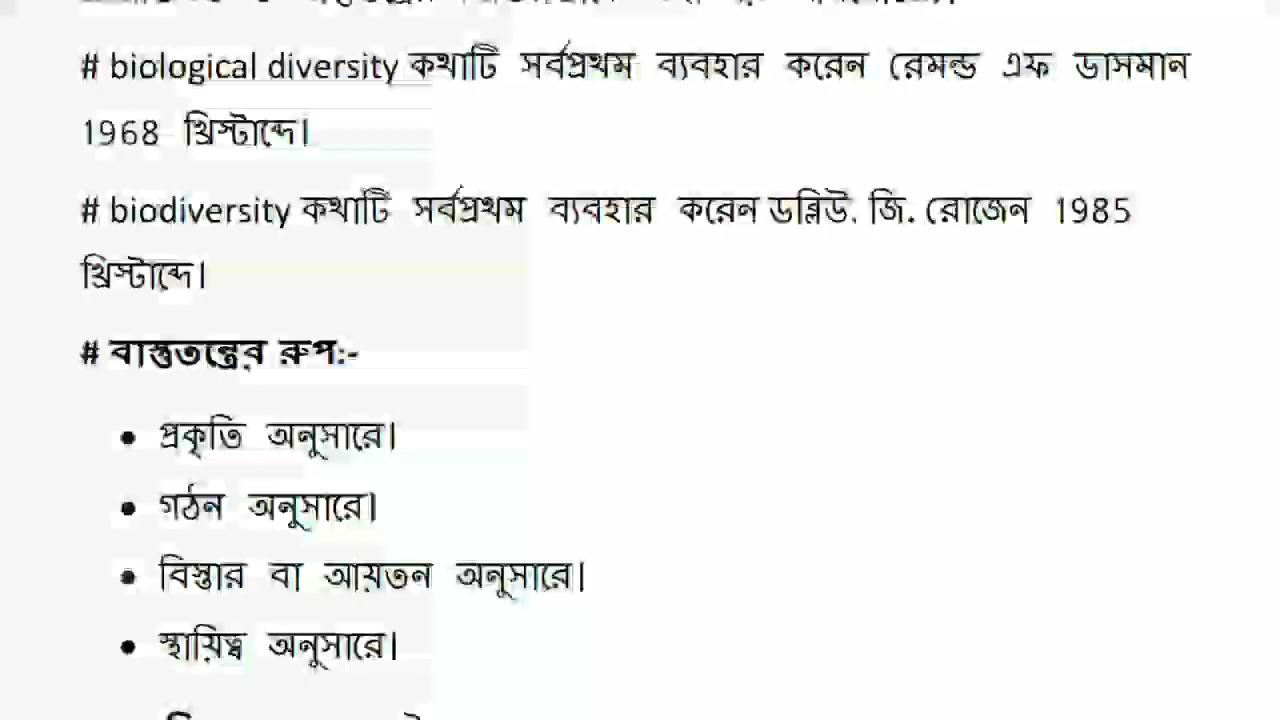 # biological diversity কথাটি সর্বপ্রথম ব্যবহার করেন রেমন্ড এফ ডাসমান
1968 খ্রিস্টাব্দে।
# biodiversity কথাটি সর্বপ্রথম ব্যবহার করেন ডব্লিউ. জি. রোজেন 1985
খ্রিস্টাব্দে।
# বাস্তুতন্ত্রের রুপ:-
• প্রকৃতি অনুসারে।
• গঠন অনুসারে।
• বিস্তার বা আয়তন অনুসারে।
• স্থায়িত্ব অনুসারে।